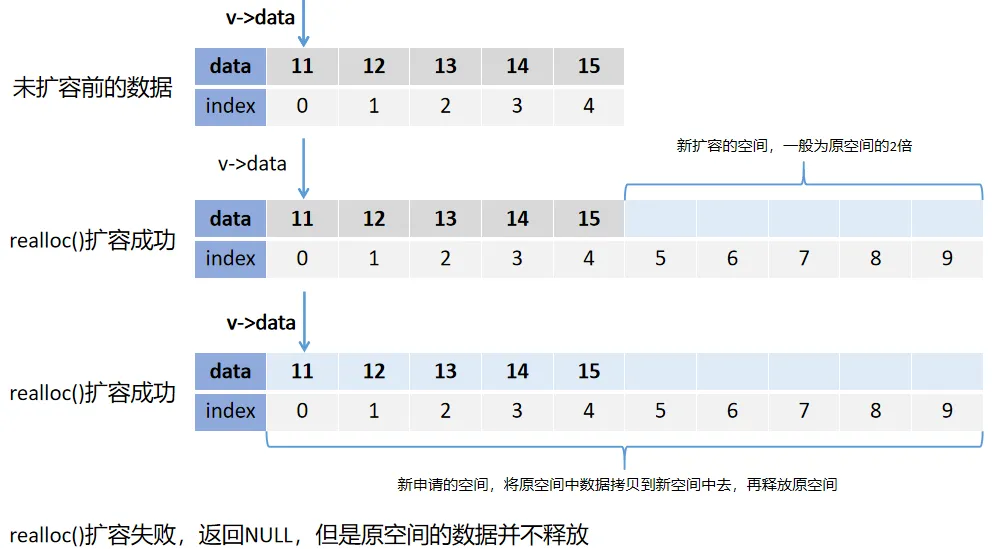 v->data
data 11 12 13 14 15
未扩容前的数据
index 0 1 2 3 4
新扩容的空间，一般为原空间的2倍
v->data
data 11 12 13 14 15
realloc()扩容成功
index 0 1 2 3 4 5 6 7 8 9
v->data
data 11 12 13 14 15
realloc()扩容成功
index 0 1 2 3 4 5 6 7 8 9
新申请的空间，将原空间中数据拷贝到新空间中去，再释放原空间
realloc()扩容失败，返回NULL，但是原空间的数据并不释放